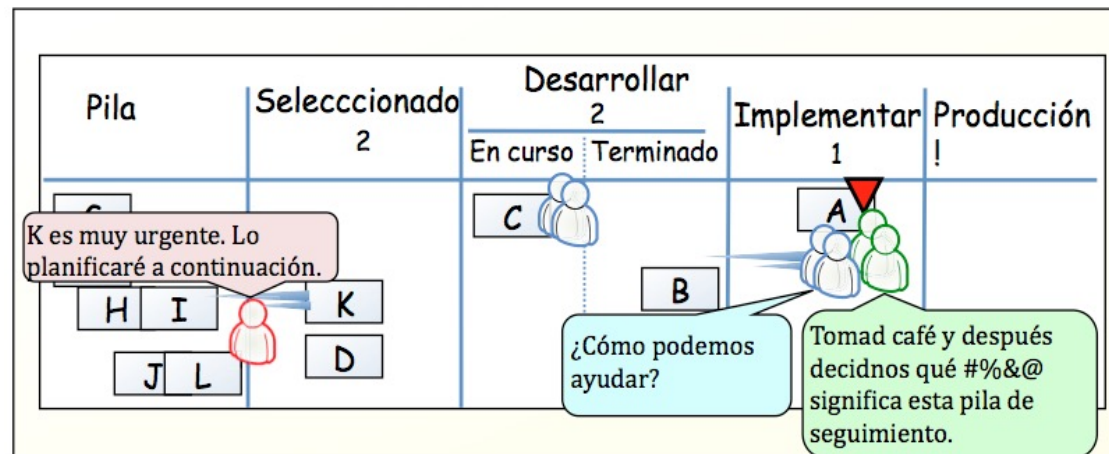 Pila
Selecccionado
2
Desarrollar
2
En curso
Terminado
Implementar
1
Producción
!
K es muy urgente. Lo
planificaré a continuación.
C
A
H
I
K
B
J
L
D
¿Cómo podemos
ayudar?
Tomad café y después
decidnos qué #%&@
significa esta pila de
seguimiento.